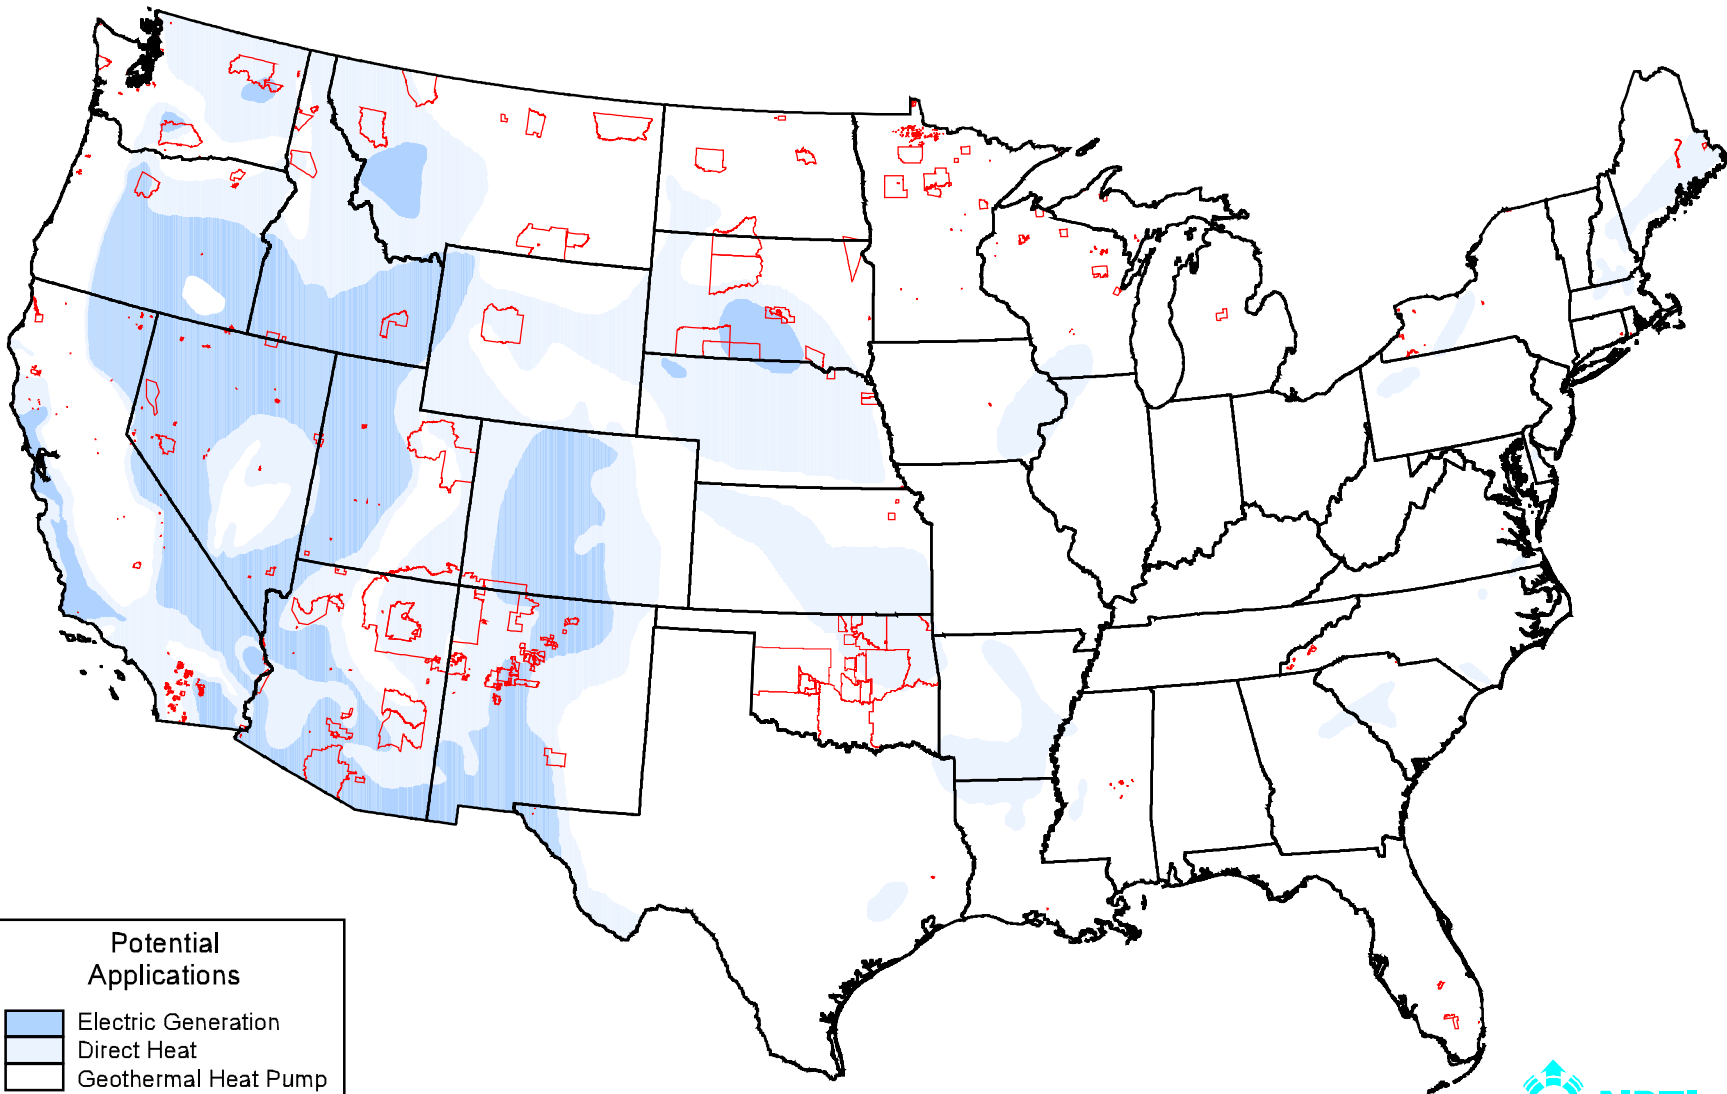 Potential
Applications
Electric Generation
Direct Heat
Geothermal Heat Pump